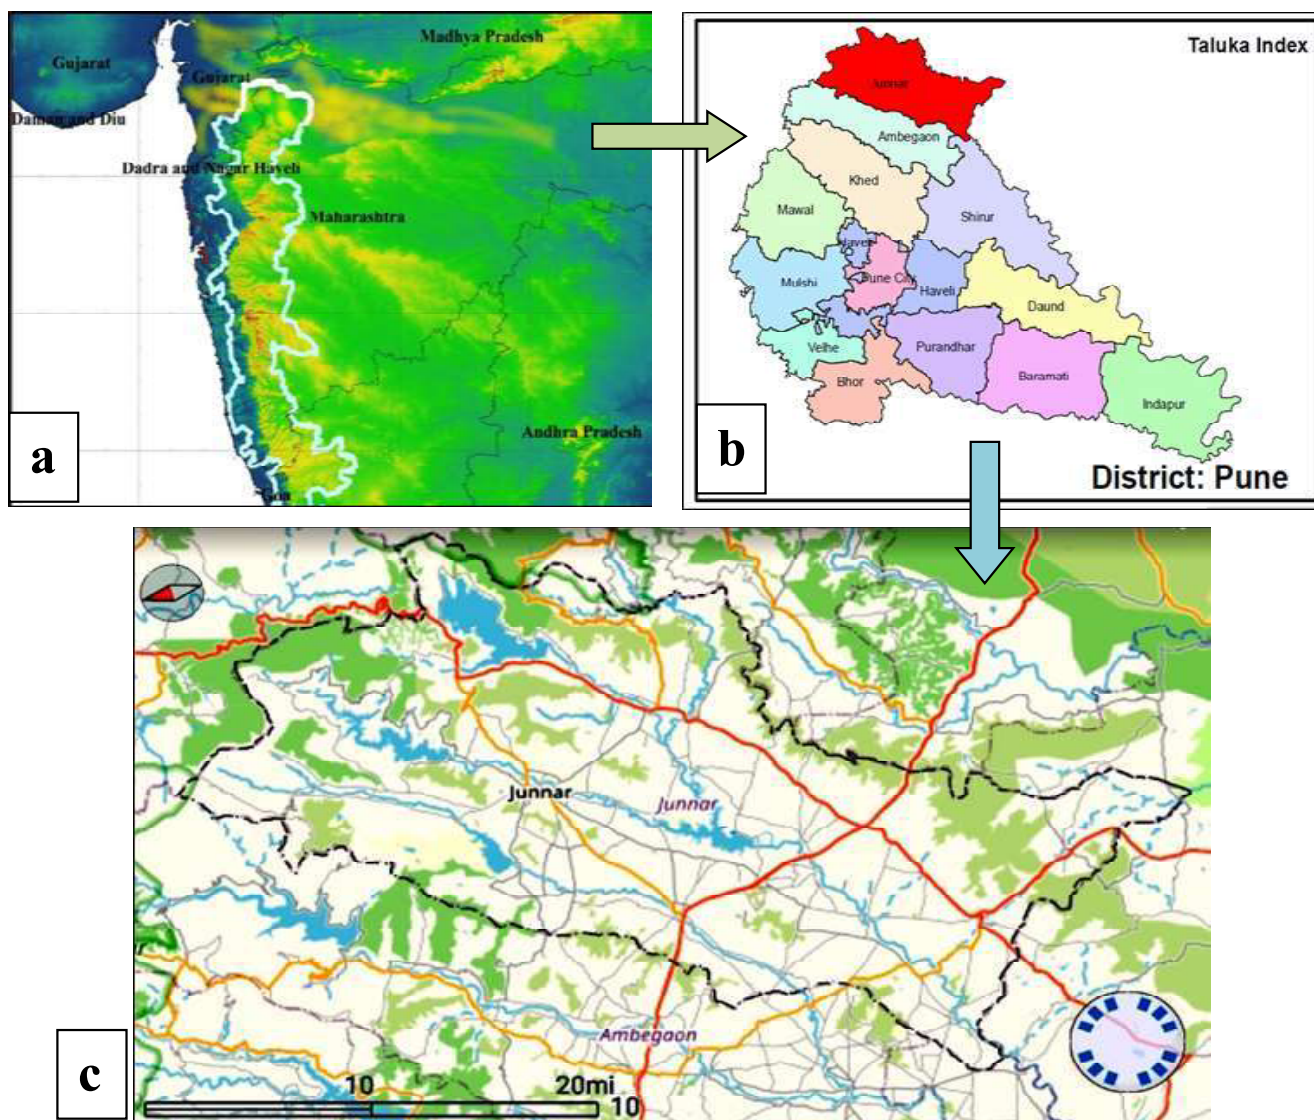 Madhya Pradesh
Gujarat
Gujarat
Daman and Diu
Dadra and Nagar Haveli
Maharashtra
Andhra Pradesh
Goa
a
Taluka Index
Junnar
Ambegaon
Khed
Mawal
Shirur
Haveli
Pune City
Mulshi
Haveli
Daund
Velhe
Purandhar
Bhor
Baramati
Indapur
b
District: Pune
Junnar
Junnar
Ambegaon
c
10
20mi
10